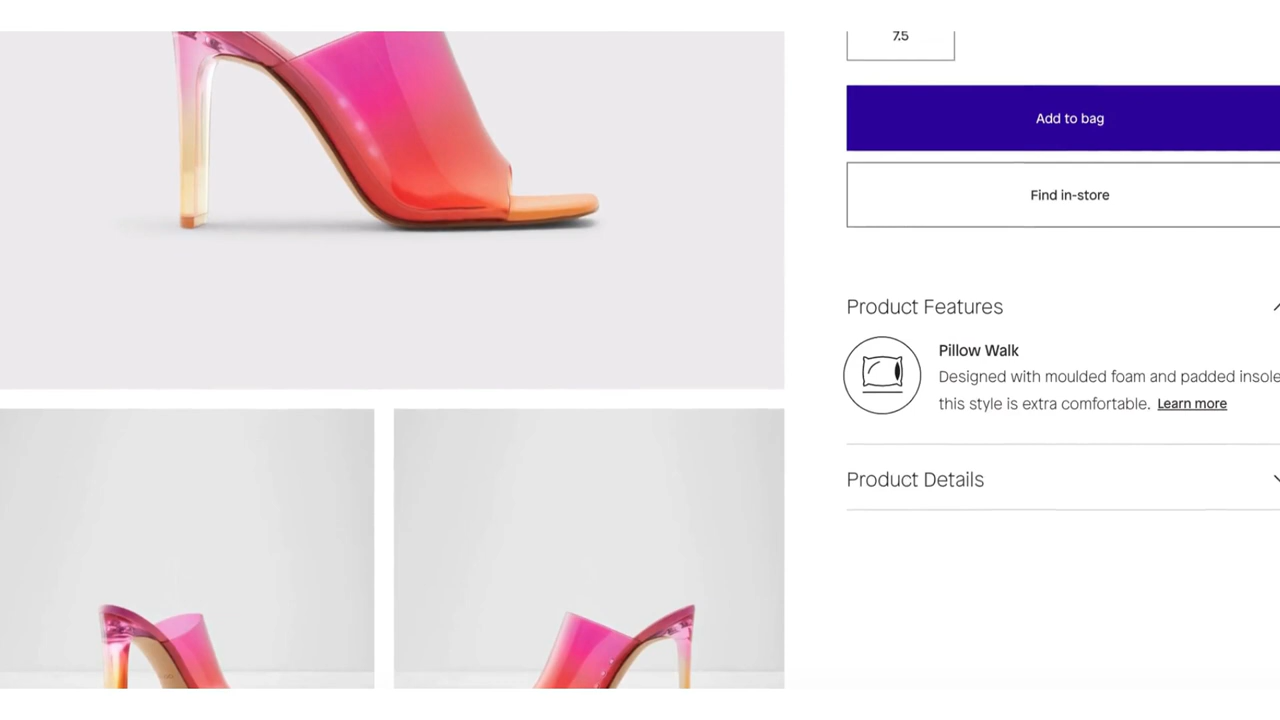 7.5
Add to bag
Find in-store
Product Features
Pillow Walk
Designed with moulded foam and padded insole
this style is extra comfortable. Learn more
Product Details